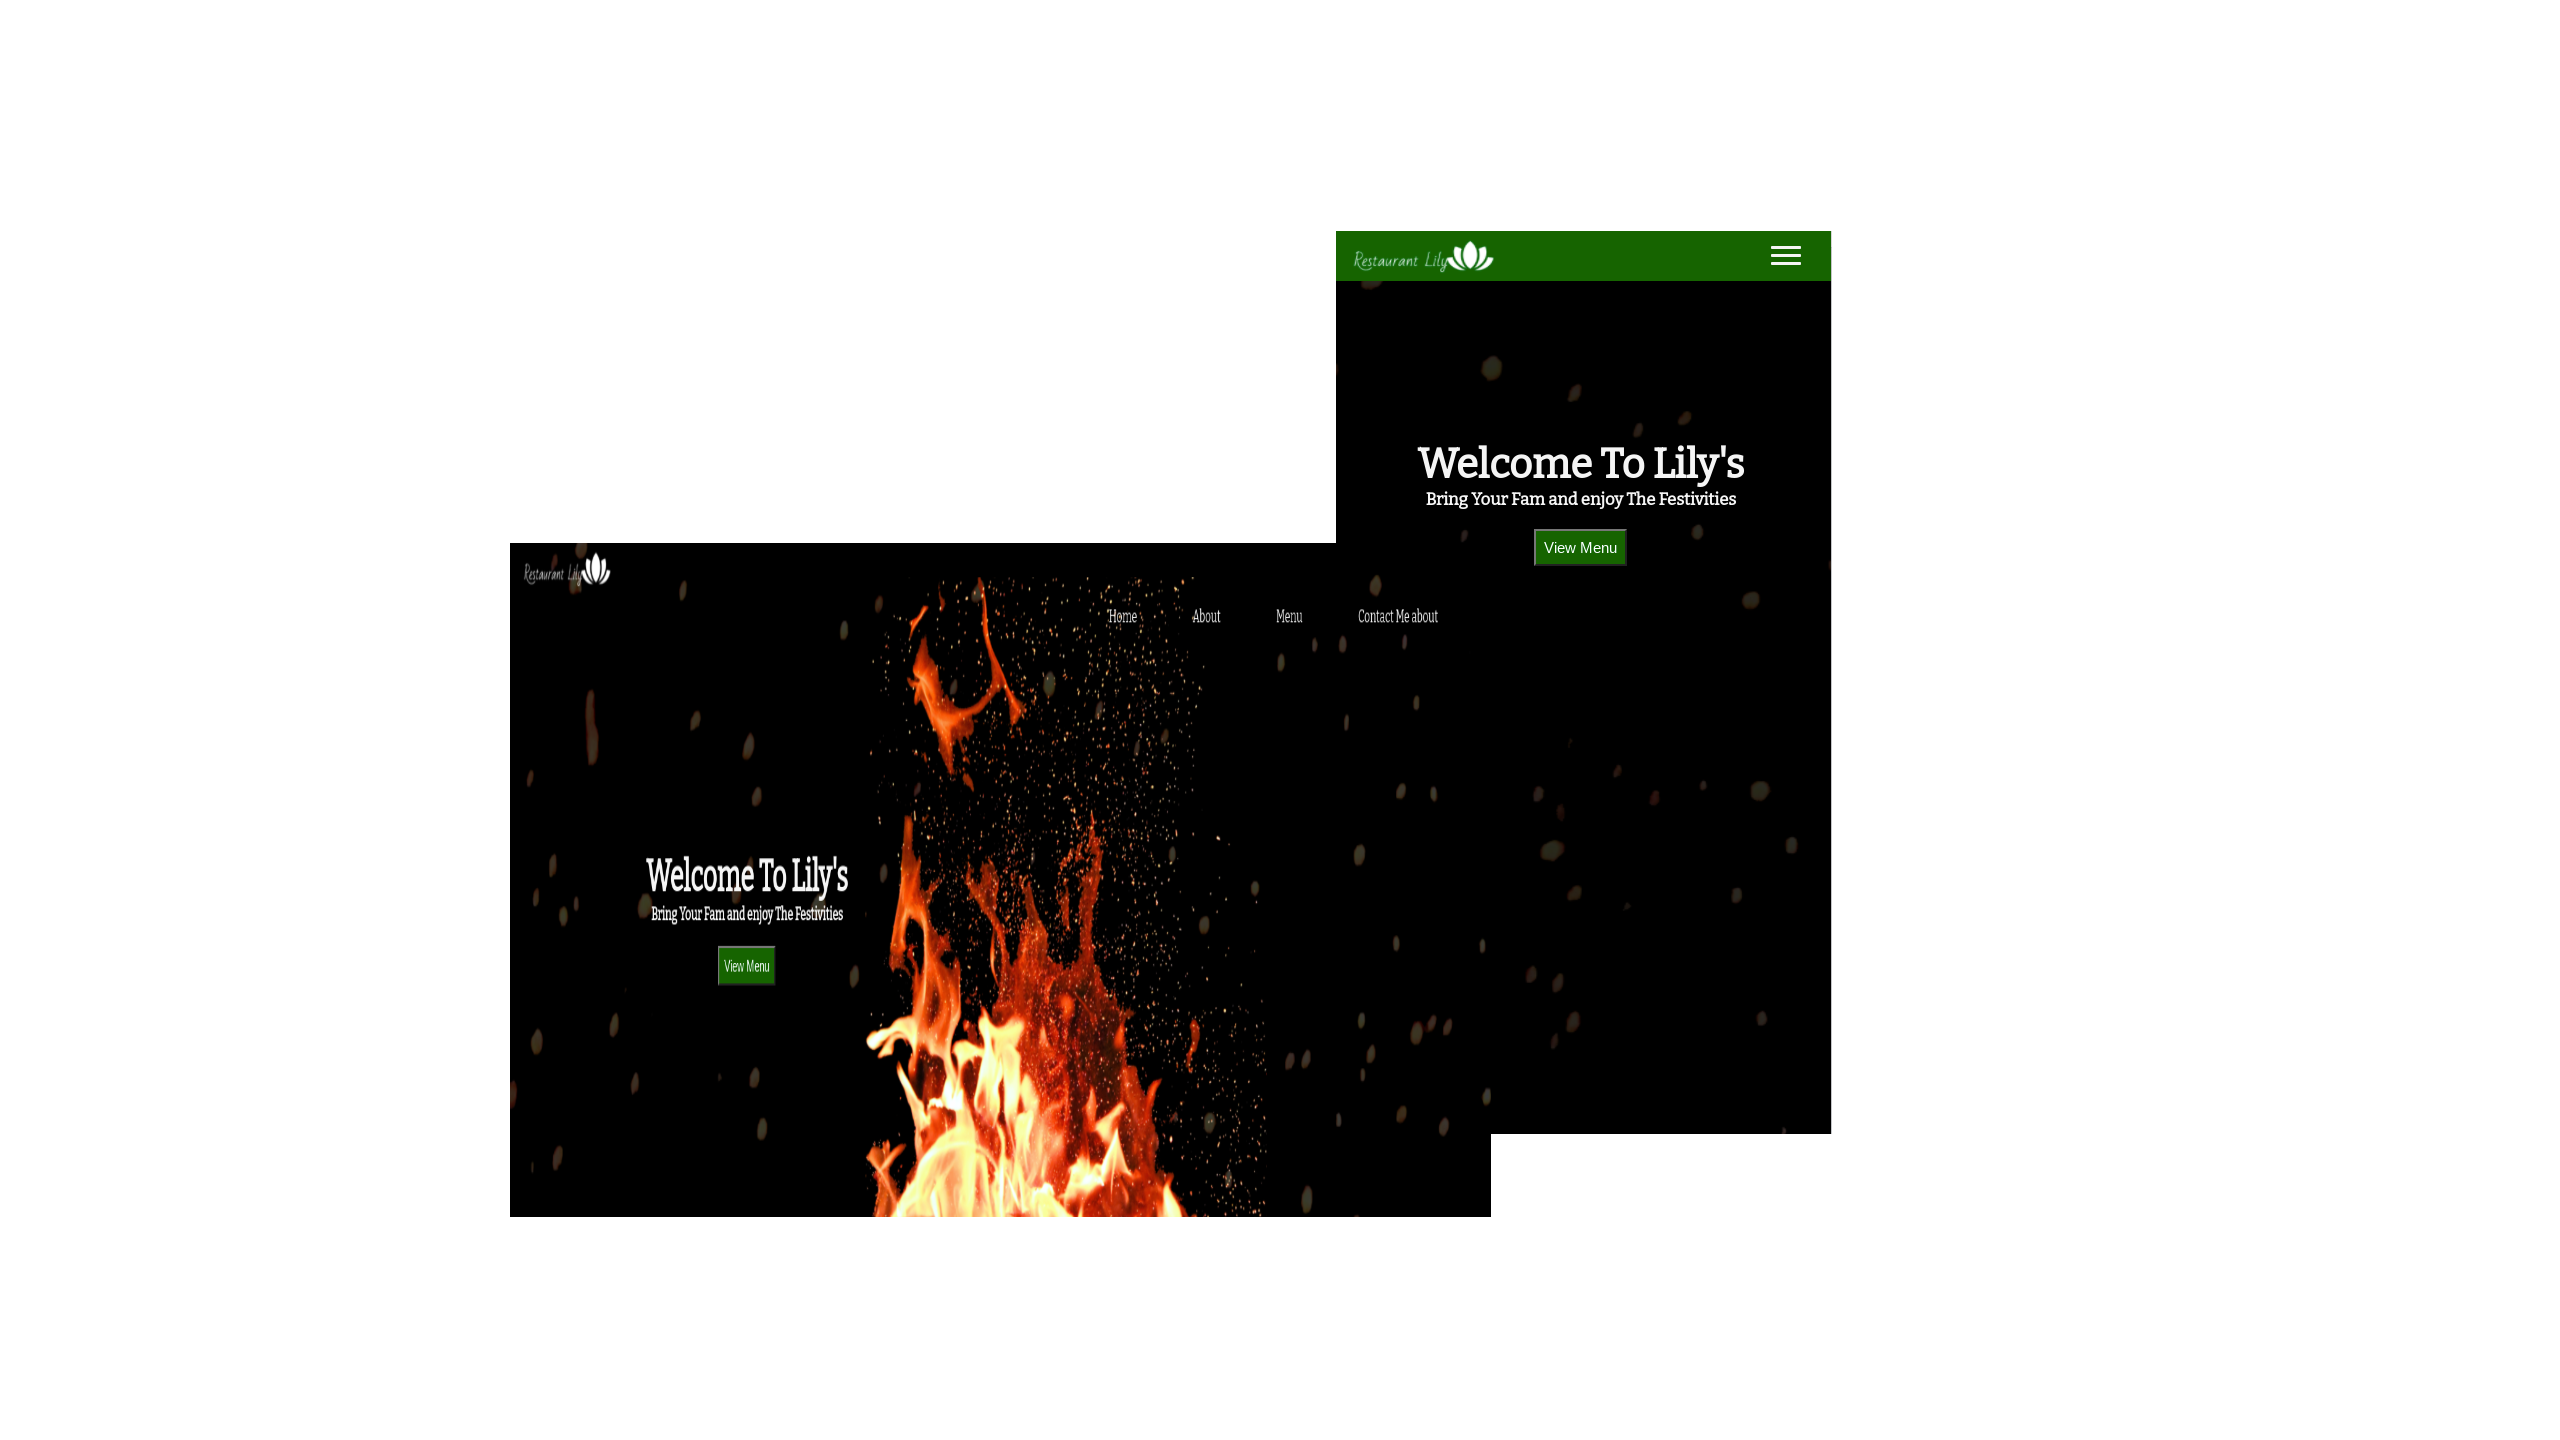 Restaurant Lily
Welcome To Lily's
Bring Your Fam and enjoy The Festivities
View Menu
Restaurant Lily
Home About Menu Contact Me about
Welcome To Lily's
Bring Your Fam and enjoy The Festivities
View Menu